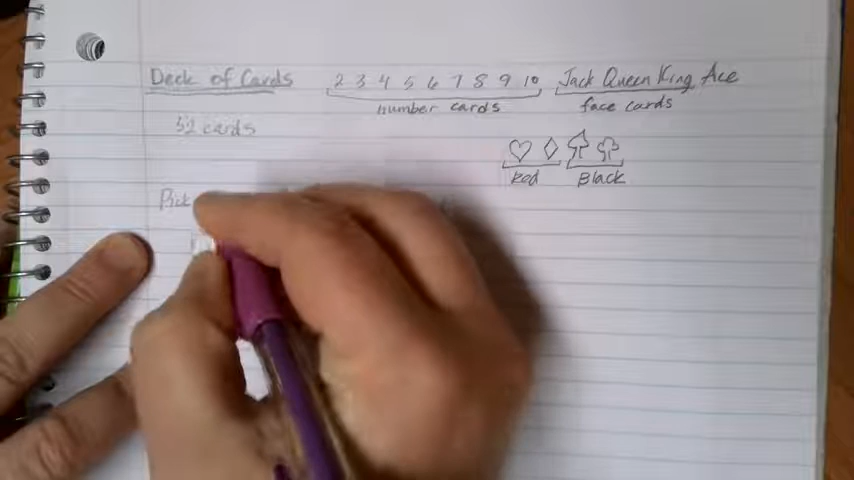 Deck of Cards 2 3 4 5 6 7 8 9 10 Jack Queen King Ace
number cards face cards
52 cards
Red Black
Pick